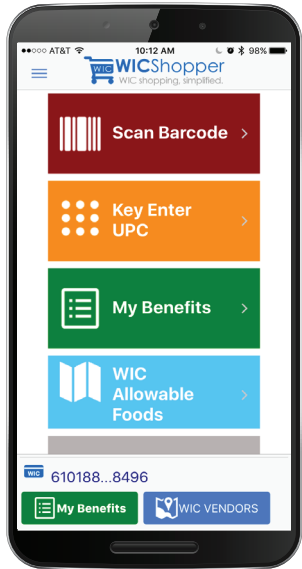 AT&T 10:12 AM 98%
WIC WICShopper
WIC shopping, simplified.
Scan Barcode
Key Enter
UPC
My Benefits
WIC
Allowable
Foods
WIC 610188...8496
My Benefits WIC VENDORS